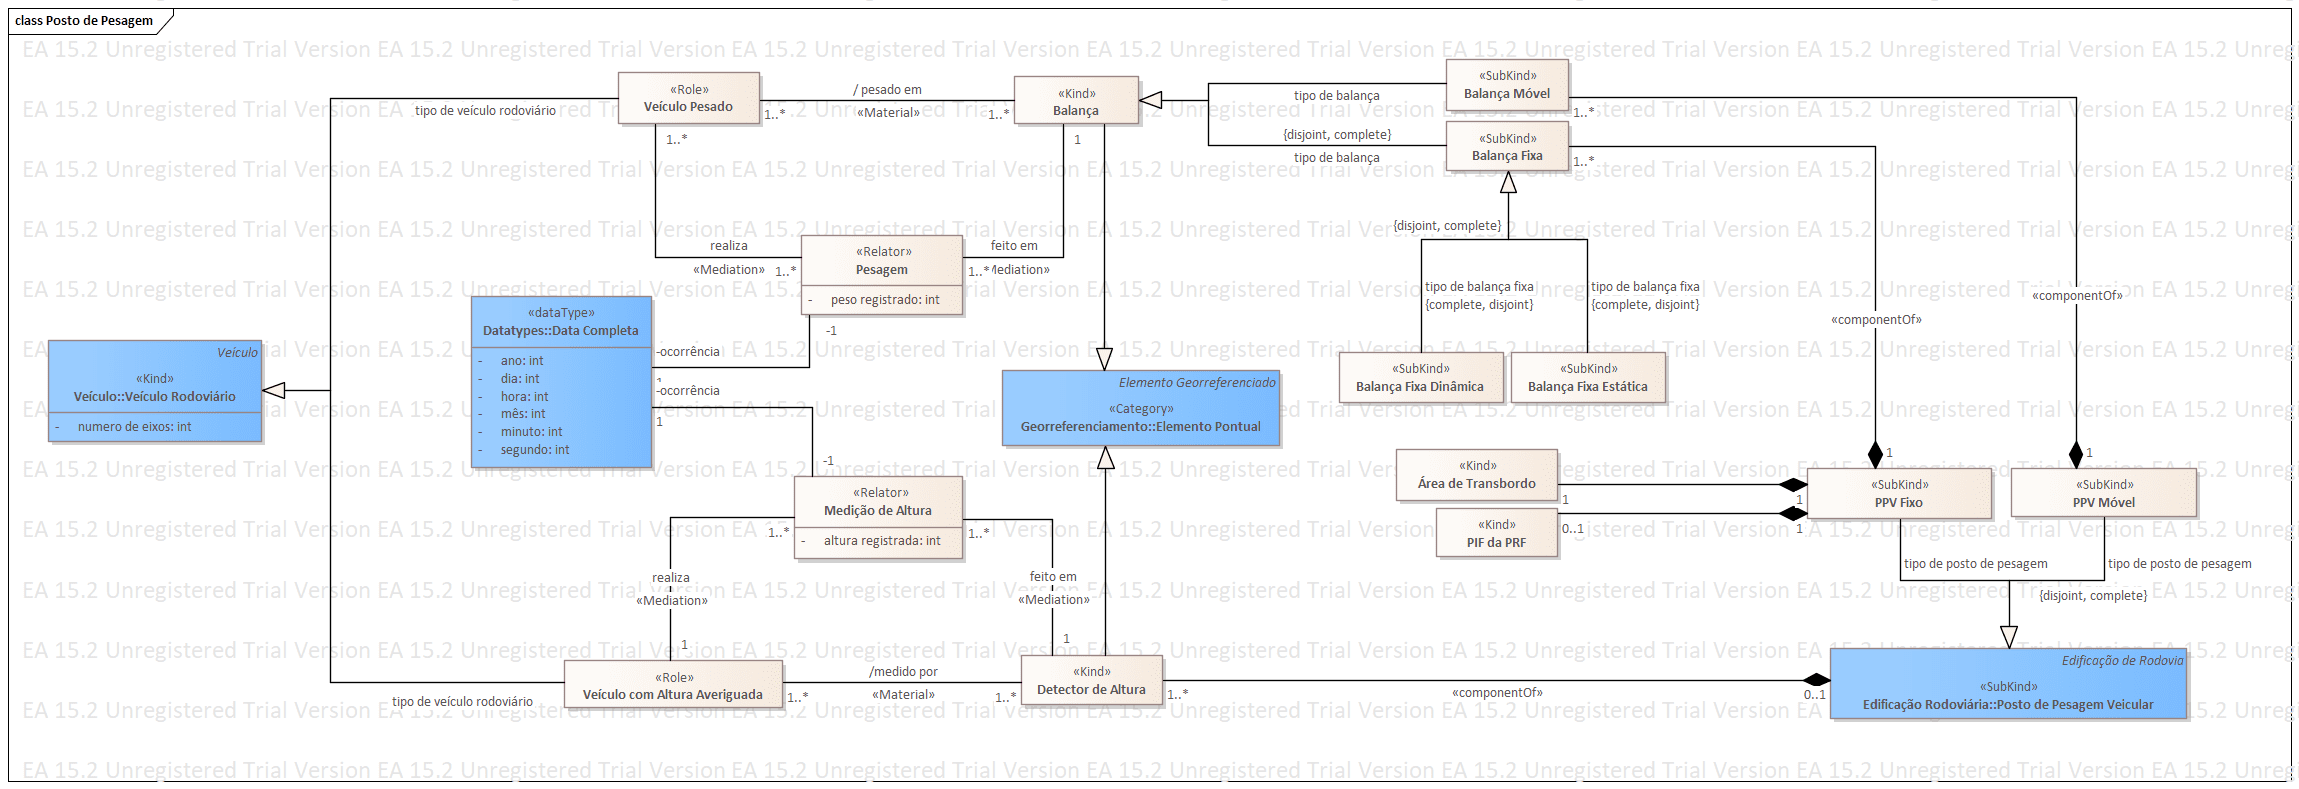 class Posto de Pesagem
EA 15.2 Unregistered Trial Version
«Role»
Veículo Pesado
1..*
1..*
/ pesado em
«Material»
1..*
«Kind»
Balança
1
tipo de veículo rodoviário
tipo de balança
{disjoint, complete}
tipo de balança
«SubKind»
Balança Móvel
1..*
«SubKind»
Balança Fixa
1..*
realiza
«Mediation»
1..*
«Relator»
Pesagem
- peso registrado: int
feito em
1..*
-1
{disjoint, complete}
tipo de balança fixa
{complete, disjoint}
tipo de balança fixa
{complete, disjoint}
«componentOf»
«componentOf»
«dataType»
Datatypes::Data Completa
- ano: int
- dia: int
- hora: int
- mês: int
- minuto: int
- segundo: int
-ocorrência
1
-ocorrência
1
Veículo
«Kind»
Veículo::Veículo Rodoviário
- numero de eixos: int
Elemento Georreferenciado
«Category»
Georreferenciamento::Elemento Pontual
«SubKind»
Balança Fixa Dinâmica
«SubKind»
Balança Fixa Estática
-1
«Relator»
Medição de Altura
- altura registrada: int
1..*
1..*
«Kind»
Área de Transbordo
1
1
«Kind»
PIF da PRF
0..1
1
1
«SubKind»
PPV Fixo
1
«SubKind»
PPV Móvel
realiza
«Mediation»
1
feito em
«Mediation»
1
tipo de posto de pesagem
tipo de posto de pesagem
{disjoint, complete}
tipo de veículo rodoviário
«Role»
Veículo com Altura Averiguada
1..*
/medido por
«Material»
1..*
«Kind»
Detector de Altura
1..*
«componentOf»
0..1
Edificação de Rodovia
«SubKind»
Edificação Rodoviária::Posto de Pesagem Veicular